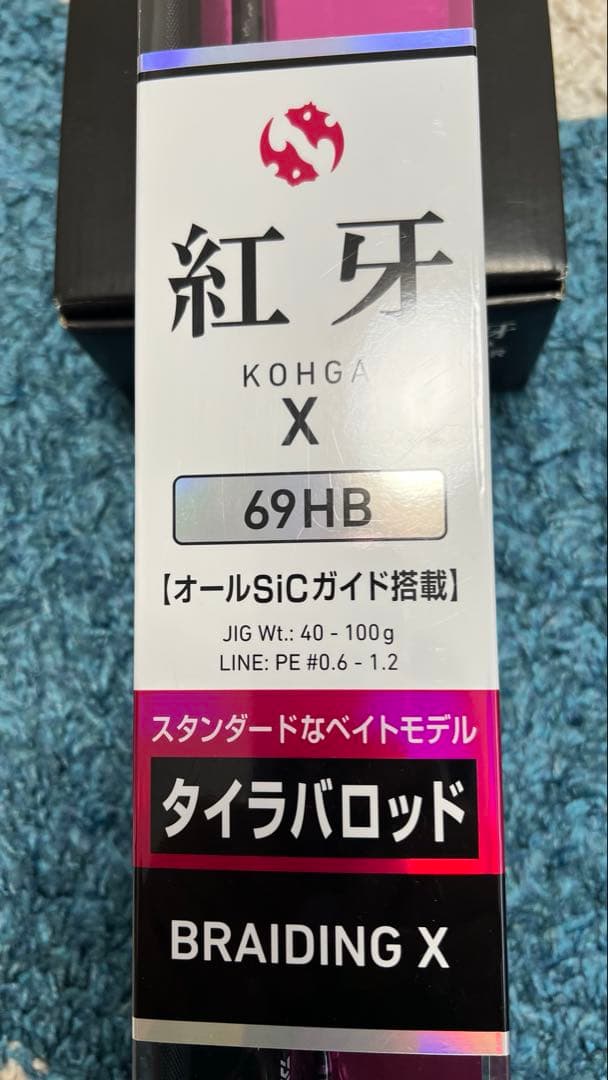 紅牙
KOHGA
X
69HB
【オールSiCガイド搭載】
JIG Wt.: 40 - 100g
LINE: PE #0.6 - 1.2
スタンダードなベイトモデル
タイラバロッド
BRAIDING X
牙